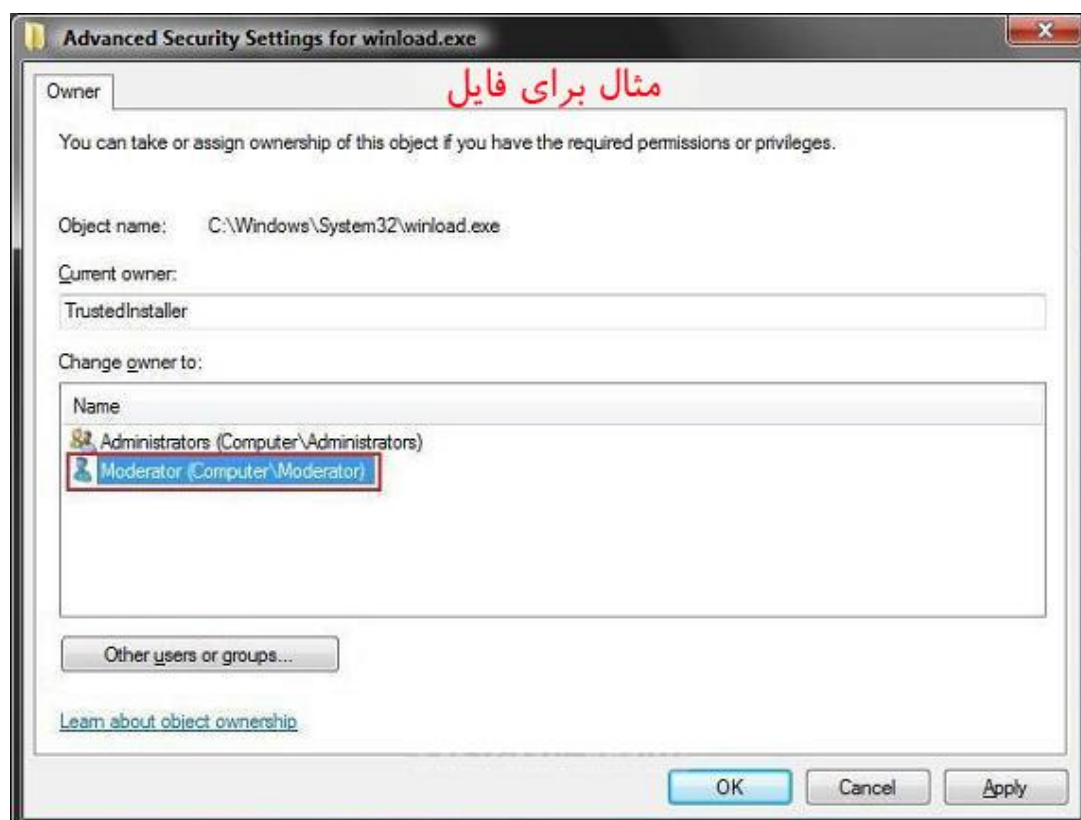 Advanced Security Settings for winload.exe
Owner
مثال برای فایل
You can take or assign ownership of this object if you have the required permissions or privileges.
Object name: C:\Windows\System32\winload.exe
Current owner:
TrustedInstaller
Change owner to:
Name
Administrators (Computer\Administrators)
Moderator (Computer\Moderator)
Other users or groups...
Learn about object ownership
OK Cancel Apply